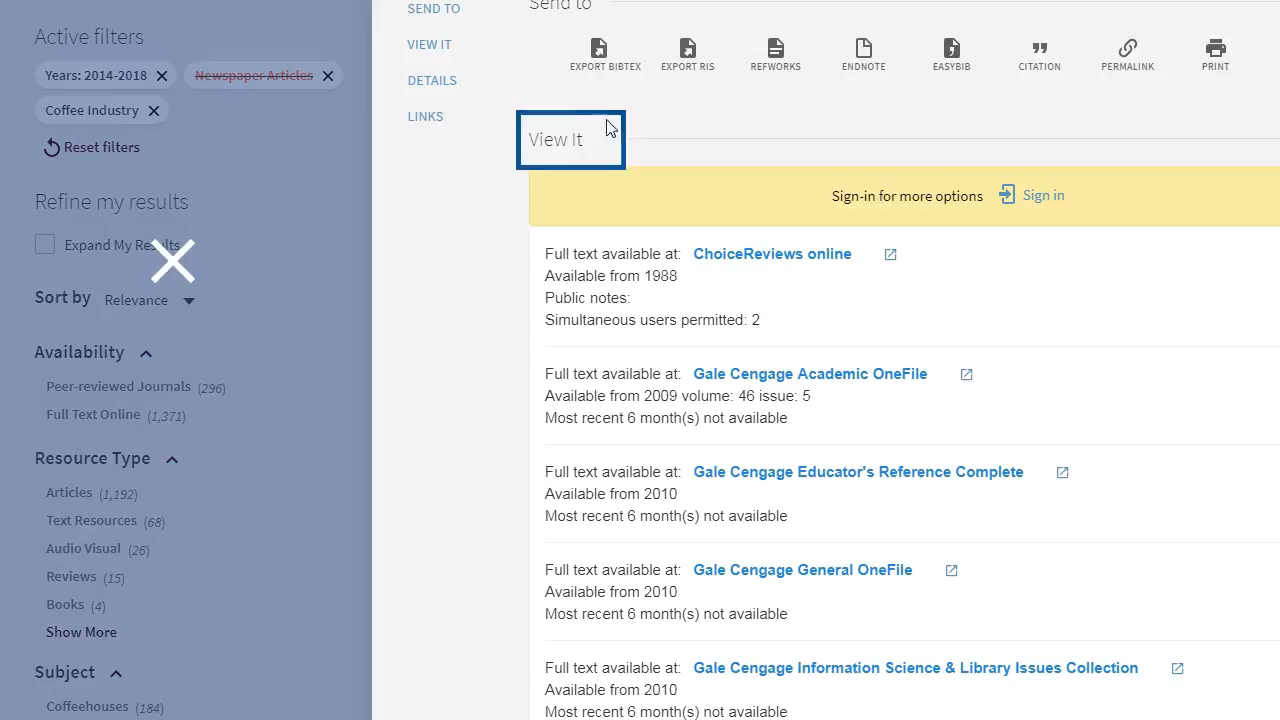 Active filters
Years: 2014-2018
Newspaper Articles
Coffee Industry
Reset filters
Refine my results
Expand My Results
Sort by Relevance
Availability
Peer-reviewed Journals (296)
Full Text Online (1,371)
Resource Type
Articles (1,192)
Text Resources (68)
Audio Visual (26)
Reviews (15)
Books (4)
Show More
Subject
Coffeehouses (184)
SEND TO
VIEW IT
DETAILS
LINKS
Send to
EXPORT BIBTEX
EXPORT RIS
REFWORKS
ENDNOTE
EASYBIB
CITATION
PERMALINK
PRINT
View It
Sign-in for more options Sign in
Full text available at: ChoiceReviews online
Available from 1988
Public notes:
Simultaneous users permitted: 2
Full text available at: Gale Cengage Academic OneFile
Available from 2009 volume: 46 issue: 5
Most recent 6 month(s) not available
Full text available at: Gale Cengage Educator's Reference Complete
Available from 2010
Most recent 6 month(s) not available
Full text available at: Gale Cengage General OneFile
Available from 2010
Most recent 6 month(s) not available
Full text available at: Gale Cengage Information Science & Library Issues Collection
Available from 2010
Most recent 6 month(s) not available